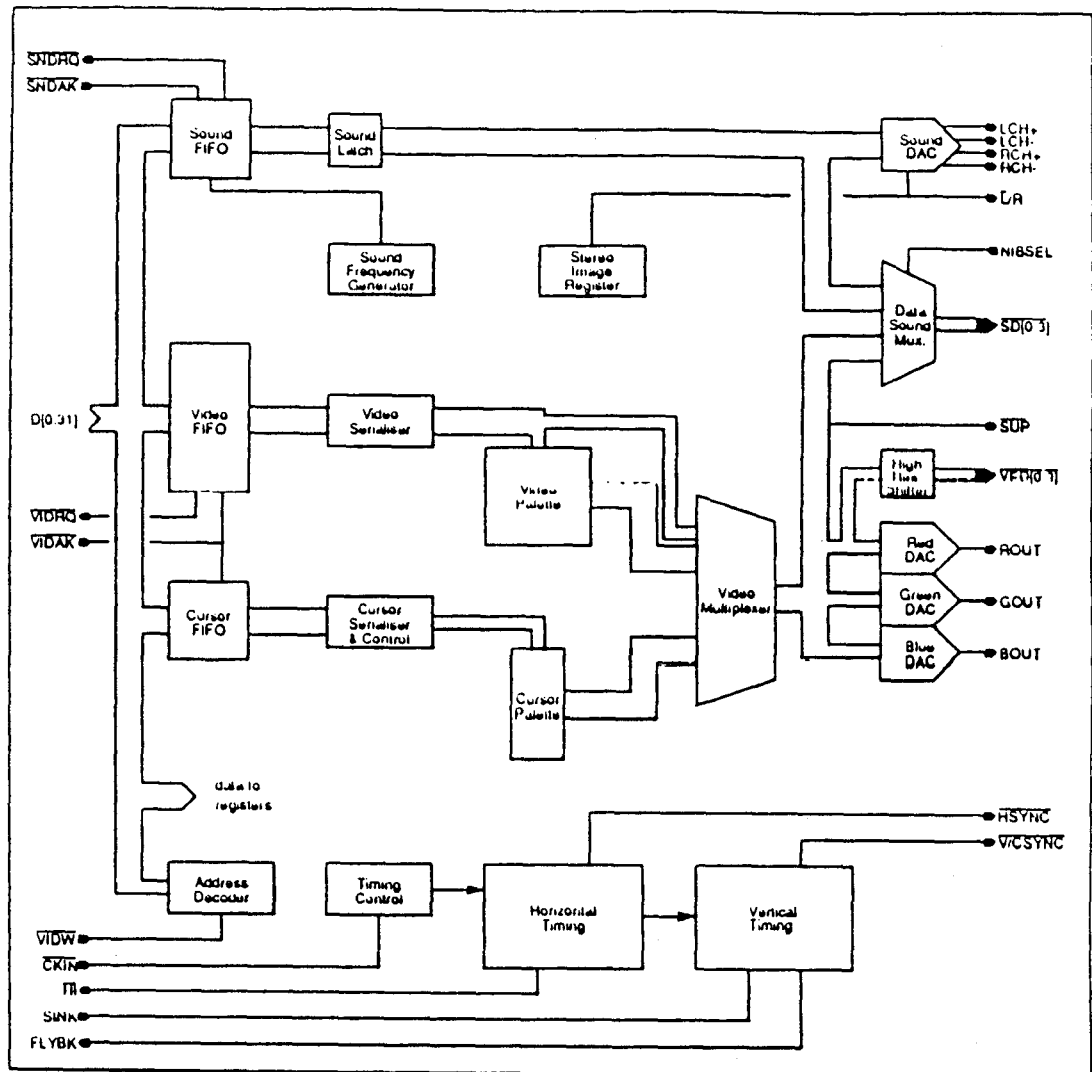 SNDRQ
SNDAK
Sound
FIFO
Sound
Latch
Sound
DAC
LCH+
LCH-
RCH+
RCH-
L/R
Sound
Frequency
Generator
Stereo
Image
Register
NIBSEL
Data
Sound
Mux.
D[0:31]
Video
FIFO
Video
Serialiser
Video
Palette
SUP
High
Res
Shifter
VIDRQ
VIDAK
Red
DAC
ROUT
Cursor
FIFO
Cursor
Serialiser
& Control
Video
Multiplexer
Green
DAC
GOUT
Blue
DAC
BOUT
Cursor
Palette
data to
registers
HSYNC
V/CSYNC
Address
Decoder
Timing
Control
Horizontal
Timing
Vertical
Timing
VIDW
CKIN
SINK
FLYBK